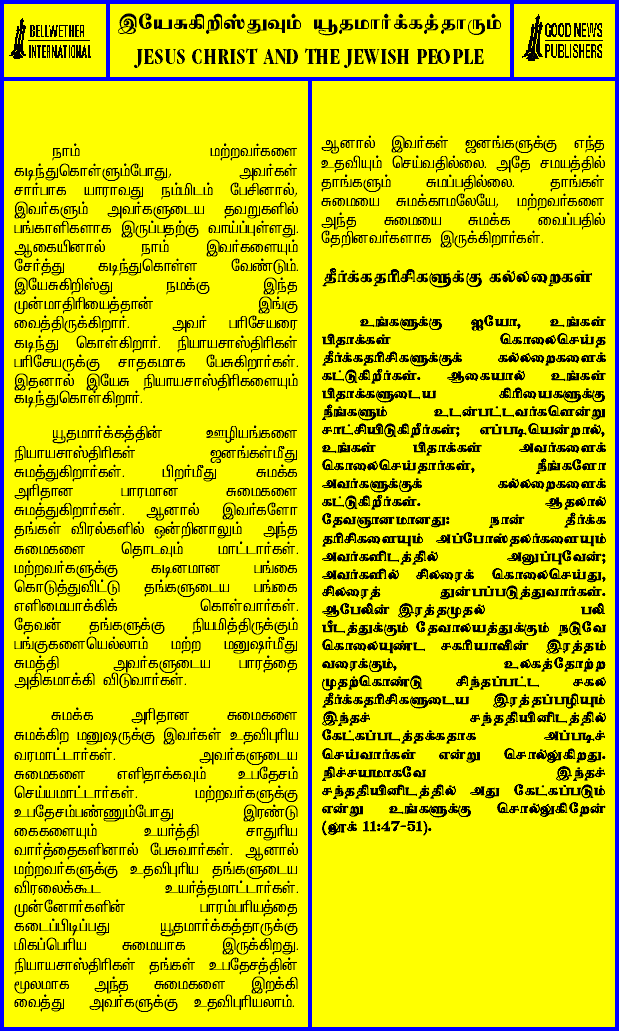 BELLWETHER
INTERNATIONAL
இயேசுகிறிஸ்துவும் யூதமார்க்கத்தாரும்
JESUS CHRIST AND THE JEWISH PEOPLE
GOOD NEWS
PUBLISHERS
நாம் மற்றவர்களை
கடிந்துகொள்ளும்போது, அவர்கள்
சார்பாக யாராவது நம்மிடம் பேசினால்,
இவர்களும் அவர்களுடைய தவறுகளில்
பங்காளிகளாக இருப்பதற்கு வாய்ப்புள்ளது.
ஆகையினால் நாம் இவர்களையும்
சேர்த்து கடிந்துகொள்ள வேண்டும்.
இயேசுகிறிஸ்து நமக்கு இந்த
முன்மாதிரியைத்தான் இங்கு
வைத்திருக்கிறார். அவர் பரிசேயரை
கடிந்து கொள்கிறார். நியாயசாஸ்திரிகள்
பரிசேயருக்கு சாதகமாக பேசுகிறார்கள்.
இதனால் இயேசு நியாயசாஸ்திரிகளையும்
கடிந்துகொள்கிறார்.
யூதமார்க்கத்தின் ஊழியங்களை
நியாயசாஸ்திரிகள் ஜனங்கள்மீது
சுமத்துகிறார்கள். பிறர்மீது சுமக்க
அரிதான பாரமான சுமைகளை
சுமத்துகிறார்கள். ஆனால் இவர்களோ
தங்கள் விரல்களில் ஒன்றினாலும் அந்த
சுமைகளை தொடவும் மாட்டார்கள்.
மற்றவர்களுக்கு கடினமான பங்கை
கொடுத்துவிட்டு தங்களுடைய பங்கை
எளிமையாக்கிக் கொள்வார்கள்.
தேவன் தங்களுக்கு நியமித்திருக்கும்
பங்குகளையெல்லாம் மற்ற மனுஷர்மீது
சுமத்தி அவர்களுடைய பாரத்தை
அதிகமாக்கி விடுவார்கள்.
சுமக்க அரிதான சுமைகளை
சுமக்கிற மனுஷருக்கு இவர்கள் உதவிபுரிய
வரமாட்டார்கள். அவர்களுடைய
சுமைகளை எளிதாக்கவும் உபதேசம்
செய்யமாட்டார்கள். மற்றவர்களுக்கு
உபதேசம்பண்ணும்போது இரண்டு
கைகளையும் உயர்த்தி சாதுரிய
வார்த்தைகளினால் பேசுவார்கள். ஆனால்
மற்றவர்களுக்கு உதவிபுரிய தங்களுடைய
விரலைக்கூட உயர்த்தமாட்டார்கள்.
முன்னோர்களின் பாரம்பரியத்தை
கடைப்பிடிப்பது யூதமார்க்கத்தாருக்கு
மிகப்பெரிய சுமையாக இருக்கிறது.
நியாயசாஸ்திரிகள் தங்கள் உபதேசத்தின்
மூலமாக அந்த சுமைகளை இறக்கி
வைத்து அவர்களுக்கு உதவிபுரியலாம்.
ஆனால் இவர்கள் ஜனங்களுக்கு எந்த
உதவியும் செய்வதில்லை. அதே சமயத்தில்
தாங்களும் சுமப்பதில்லை. தாங்கள்
சுமையை சுமக்காமலேயே, மற்றவர்களை
அந்த சுமையை சுமக்க வைப்பதில்
தேறினவர்களாக இருக்கிறார்கள்.
தீர்க்கதரிசிகளுக்கு கல்லறைகள்
உங்களுக்கு ஐயோ, உங்கள்
பிதாக்கள் கொலைசெய்த
தீர்க்கதரிசிகளுக்குக் கல்லறைகளைக்
கட்டுகிறீர்கள். ஆகையால் உங்கள்
பிதாக்களுடைய கிரியைகளுக்கு
நீங்களும் உடன்பட்டவர்களென்று
சாட்சியிடுகிறீர்கள்; எப்படியென்றால்,
உங்கள் பிதாக்கள் அவர்களைக்
கொலைசெய்தார்கள், நீங்களோ
அவர்களுக்குக் கல்லறைகளைக்
கட்டுகிறீர்கள். ஆதலால்
தேவஞானமானது: நான் தீர்க்க
தரிசிகளையும் அப்போஸ்தலர்களையும்
அவர்களிடத்தில் அனுப்புவேன்;
அவர்களில் சிலரைக் கொலைசெய்து,
சிலரைத் துன்பப்படுத்துவார்கள்.
ஆபேலின் இரத்தமுதல் பலி
பீடத்துக்கும் தேவாலயத்துக்கும் நடுவே
கொலையுண்ட சகரியாவின் இரத்தம்
வரைக்கும், உலகத்தோற்ற
முதற்கொண்டு சிந்தப்பட்ட சகல
தீர்க்கதரிசிகளுடைய இரத்தப்பழியும்
இந்தச் சந்ததியினிடத்தில்
கேட்கப்படத்தக்கதாக அப்படிச்
செய்வார்கள் என்று சொல்லுகிறது.
நிச்சயமாகவே இந்தச்
சந்ததியினிடத்தில் அது கேட்கப்படும்
என்று உங்களுக்கு சொல்லுகிறேன்
(லூக் 11:47-51).